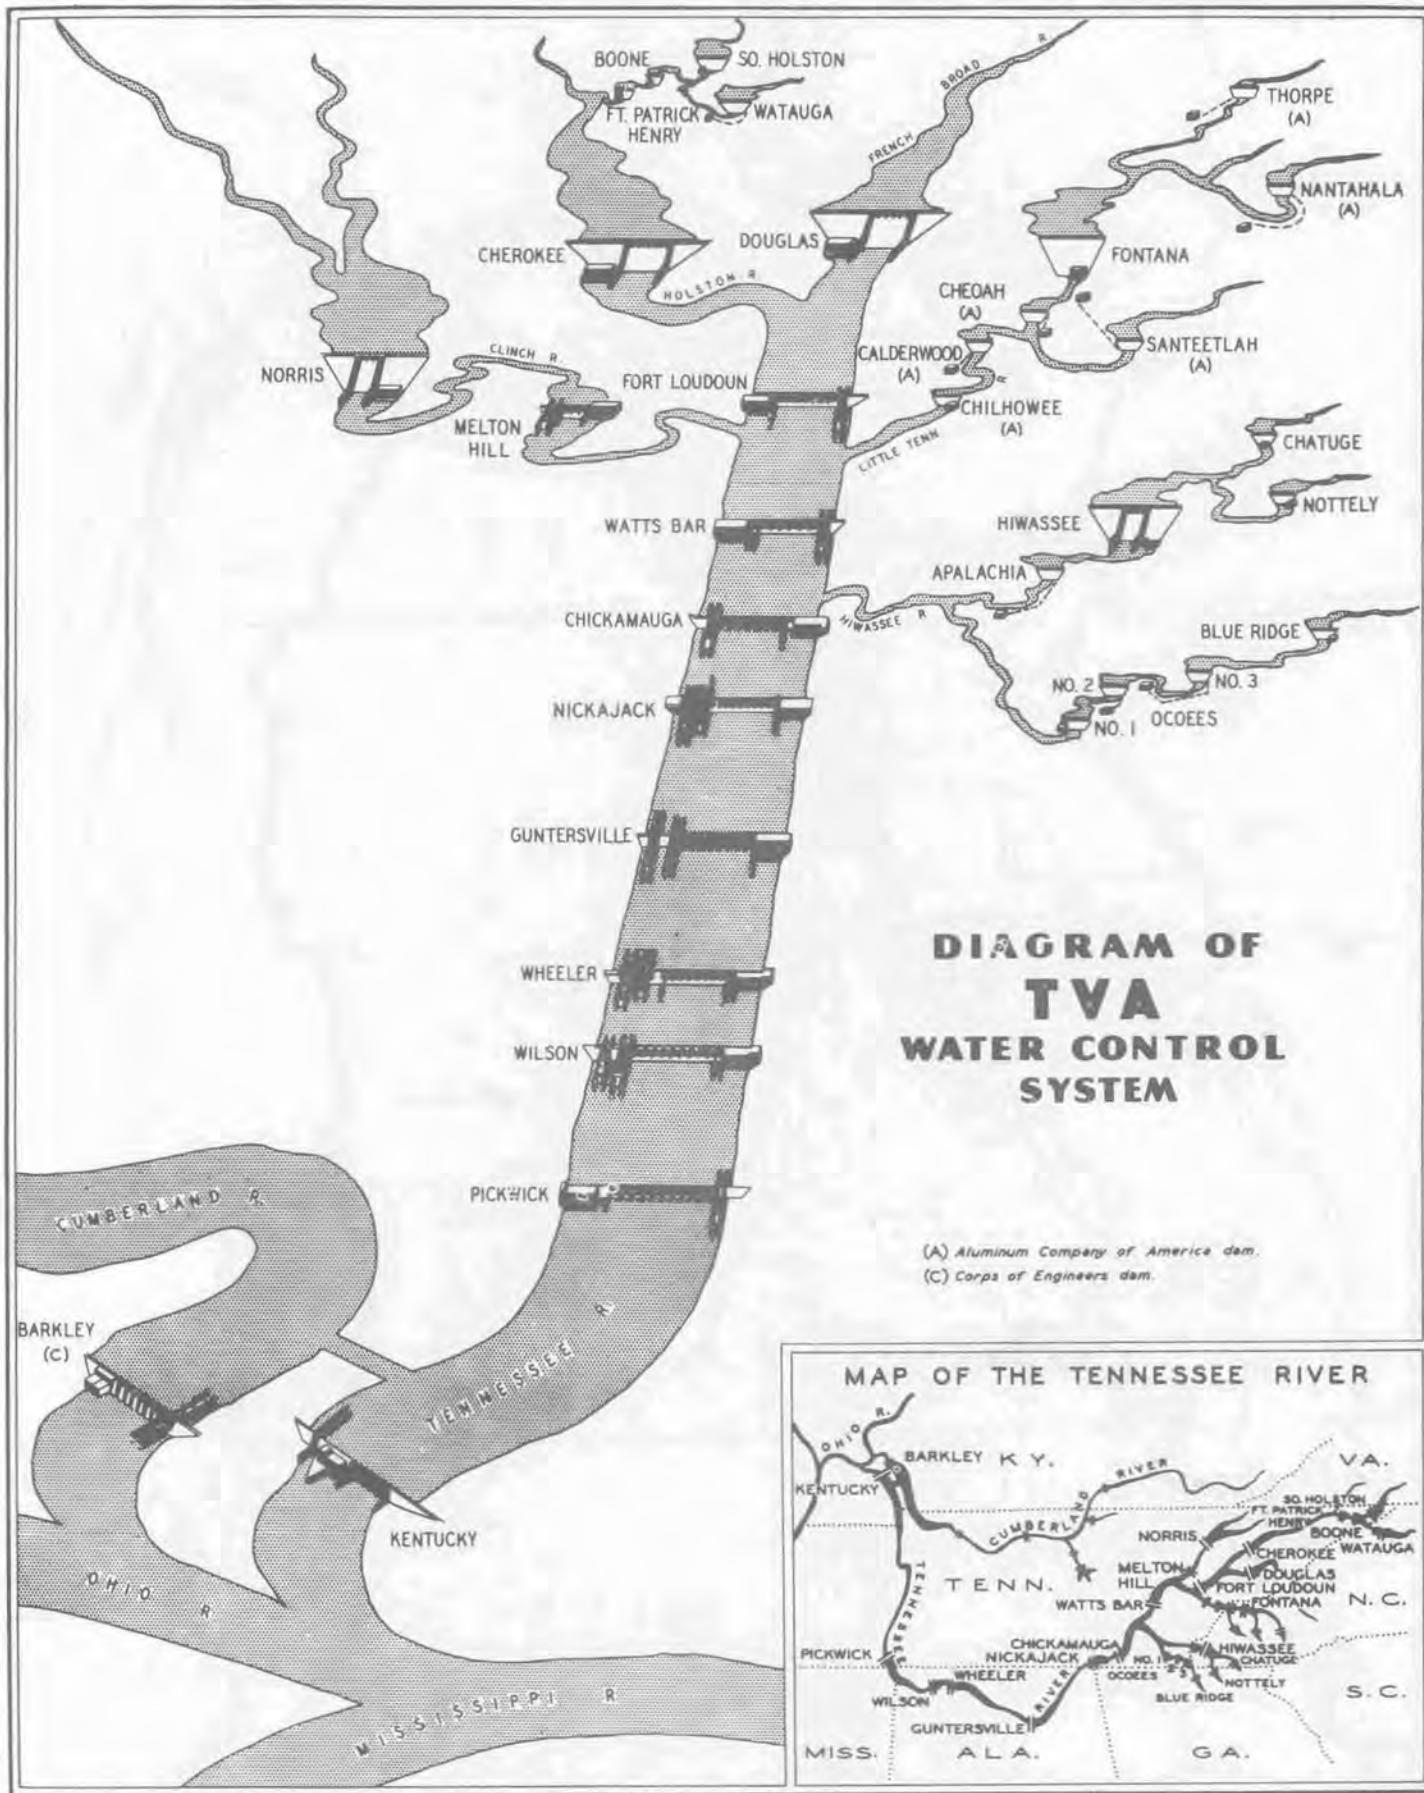 BOONE
SO. HOLSTON
FT. PATRICK
HENRY
WATAUGA
FRENCH BROAD R.
THORPE
(A)
NANTAHALA
(A)
CHEROKEE
HOLSTON R.
DOUGLAS
FONTANA
CHEOAH
(A)
SANTEETLAH
(A)
CALDERWOOD
(A)
CHILHOWEE
(A)
LITTLE TENN R
NORRIS
CLINCH R.
MELTON
HILL
FORT LOUDOUN
CHATUGE
NOTTELY
HIWASSEE
APALACHIA
HIWASSEE R
BLUE RIDGE
NO. 3
NO. 2
NO. 1
OCOEES
WATTS BAR
CHICKAMAUGA
NICKAJACK
GUNTERSVILLE
WHEELER
WILSON
PICKWICK
DIAGRAM OF
TVA
WATER CONTROL
SYSTEM
(A) Aluminum Company of America dam.
(C) Corps of Engineers dam.
CUMBERLAND R.
BARKLEY
(C)
TENNESSEE R
KENTUCKY
OHIO R
MISSISSIPPI R
MAP OF THE TENNESSEE RIVER
OHIO R.
BARKLEY
KY.
VA.
KENTUCKY
CUMBERLAND RIVER
SO. HOLSTON
FT. PATRICK
HENRY
BOONE
WATAUGA
NORRIS
CHEROKEE
MELTON
HILL
DOUGLAS
FORT LOUDOUN
FONTANA
TENN.
N.C.
WATTS BAR
TENNESSEE RIVER
CHICKAMAUGA
NICKAJACK
HIWASSEE
CHATUGE
NO. 1
2
3
OCOEES
NOTTELY
BLUE RIDGE
PICKWICK
WHEELER
WILSON
GUNTERSVILLE
S.C.
MISS.
ALA.
GA.